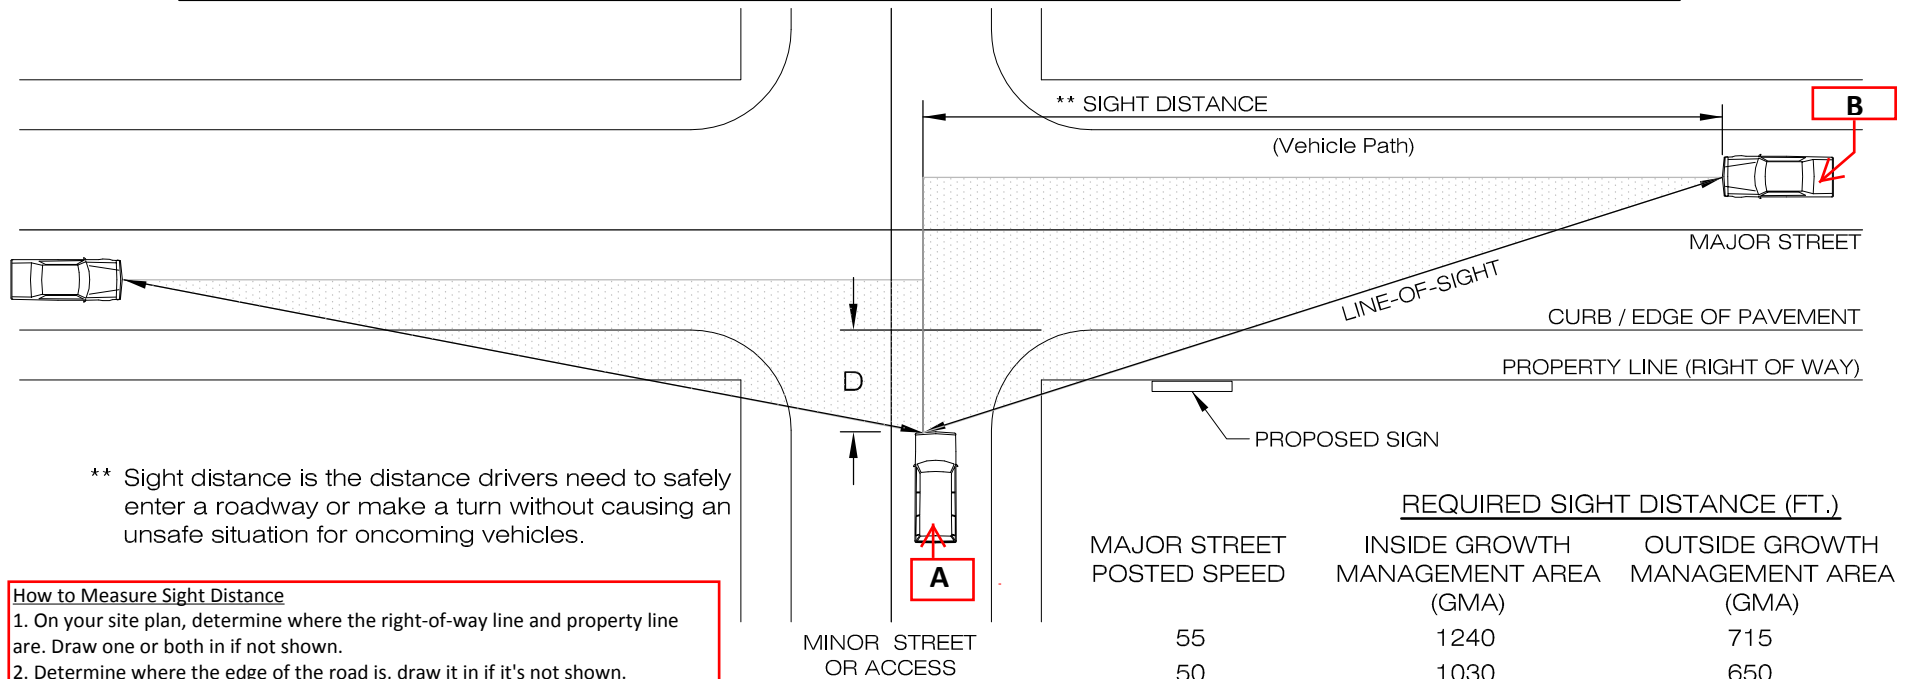 ** SIGHT DISTANCE
B
(Vehicle Path)
MAJOR STREET
LINE-OF-SIGHT
CURB / EDGE OF PAVEMENT
PROPERTY LINE (RIGHT OF WAY)
D
PROPOSED SIGN
** Sight distance is the distance drivers need to safely
enter a roadway or make a turn without causing an
unsafe situation for oncoming vehicles.
A
How to Measure Sight Distance
1. On your site plan, determine where the right-of-way line and property line
are. Draw one or both in if not shown.
2. Determine where the edge of the road is, draw it in if it's not shown.
MINOR STREET
OR ACCESS
REQUIRED SIGHT DISTANCE (FT.)
MAJOR STREET
POSTED SPEED
INSIDE GROWTH
MANAGEMENT AREA
(GMA)
OUTSIDE GROWTH
MANAGEMENT AREA
(GMA)
55 1240 715
50 1030 650